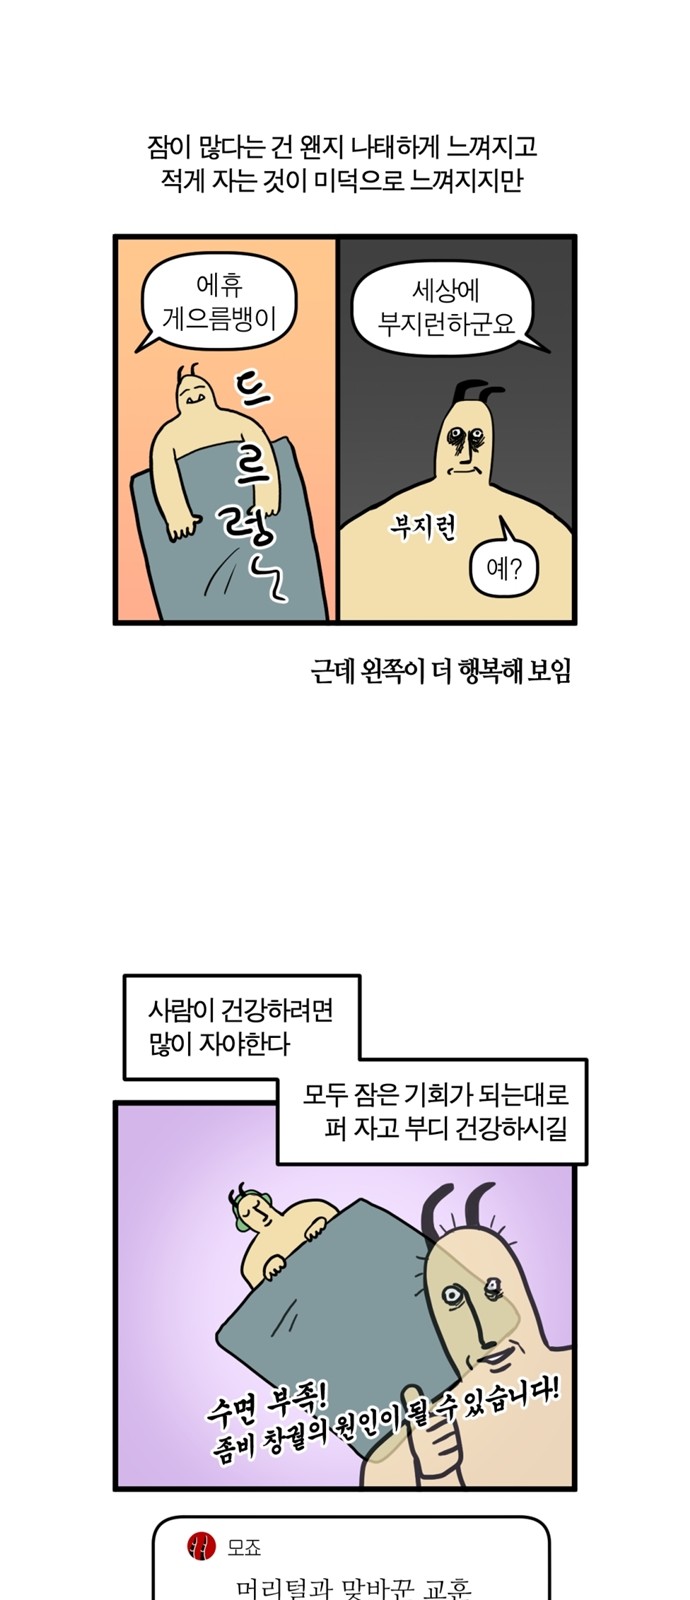 잠이 많다는 건 왠지 나태하게 느껴지고
적게 자는 것이 미덕으로 느껴지지만
에휴
게으름뱅이
드
르
렁
세상에
부지런하군요
부지런
예?
근데 왼쪽이 더 행복해 보임
사람이 건강하려면
많이 자야한다
모두 잠은 기회가 되는대로
퍼 자고 부디 건강하시길
수면 부족!
좀비 창궐의 원인이 될 수 있습니다!
모죠
머리털과 맞바꾼 교훈